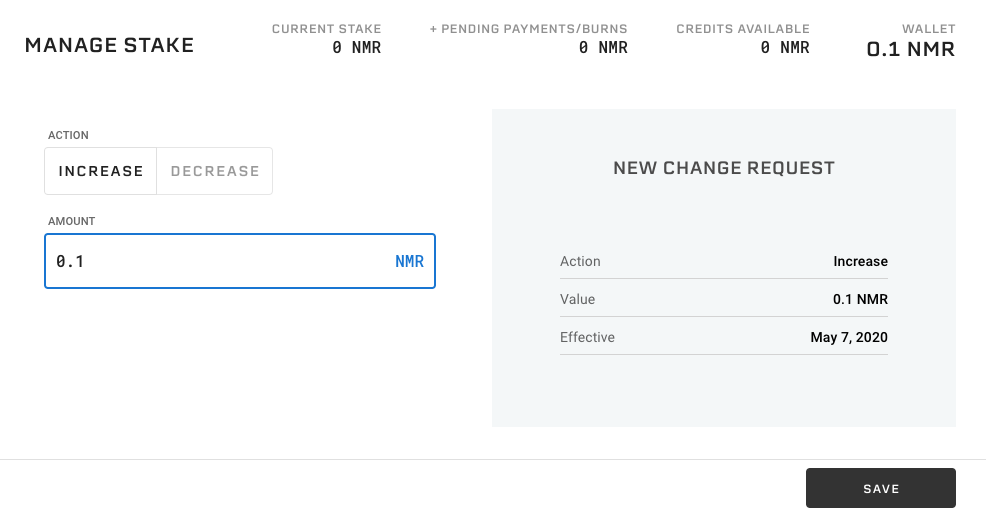 MANAGE STAKE
CURRENT STAKE
0 NMR
+ PENDING PAYMENTS/BURNS
0 NMR
CREDITS AVAILABLE
0 NMR
WALLET
0.1 NMR
ACTION
INCREASE DECREASE
AMOUNT
0.1 NMR
NEW CHANGE REQUEST
Action Increase
Value 0.1 NMR
Effective May 7, 2020
SAVE